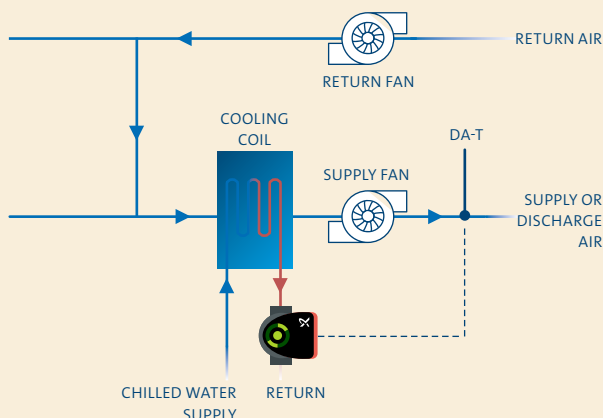 RETURN AIR
RETURN FAN
COOLING
COIL
DA-T
SUPPLY FAN
SUPPLY OR
DISCHARGE
AIR
CHILLED WATER
SUPPLY
RETURN